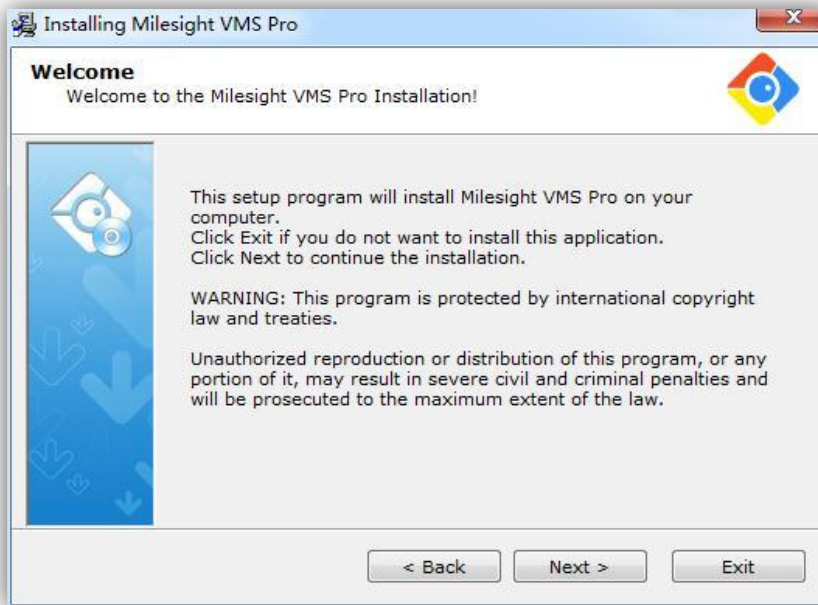 Installing Milesight VMS Pro
Welcome
Welcome to the Milesight VMS Pro Installation!
This setup program will install Milesight VMS Pro on your
computer.
Click Exit if you do not want to install this application.
Click Next to continue the installation.
WARNING: This program is protected by international copyright
law and treaties.
Unauthorized reproduction or distribution of this program, or any
portion of it, may result in severe civil and criminal penalties and
will be prosecuted to the maximum extent of the law.
< Back Next > Exit